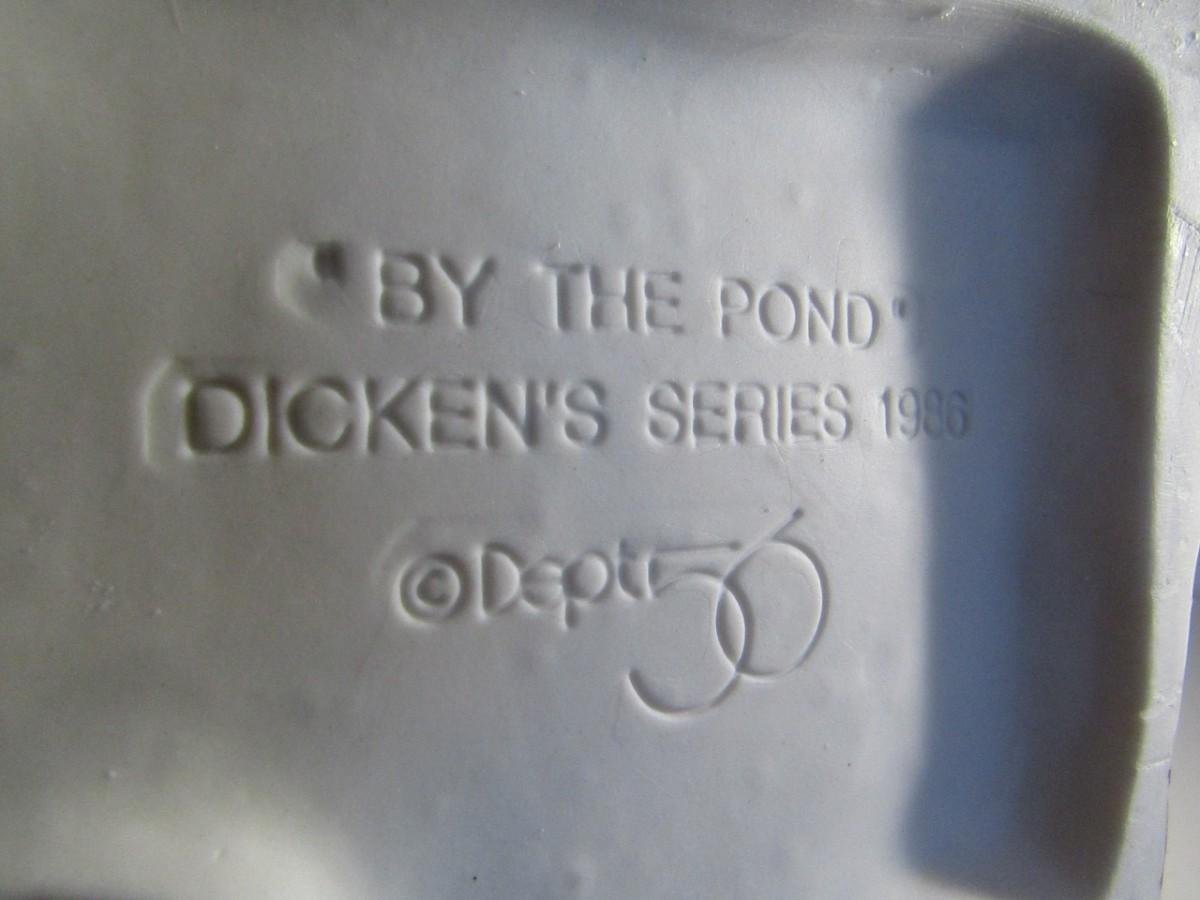 "BY THE POND"
DICKEN'S SERIES 1986
©Dept 56